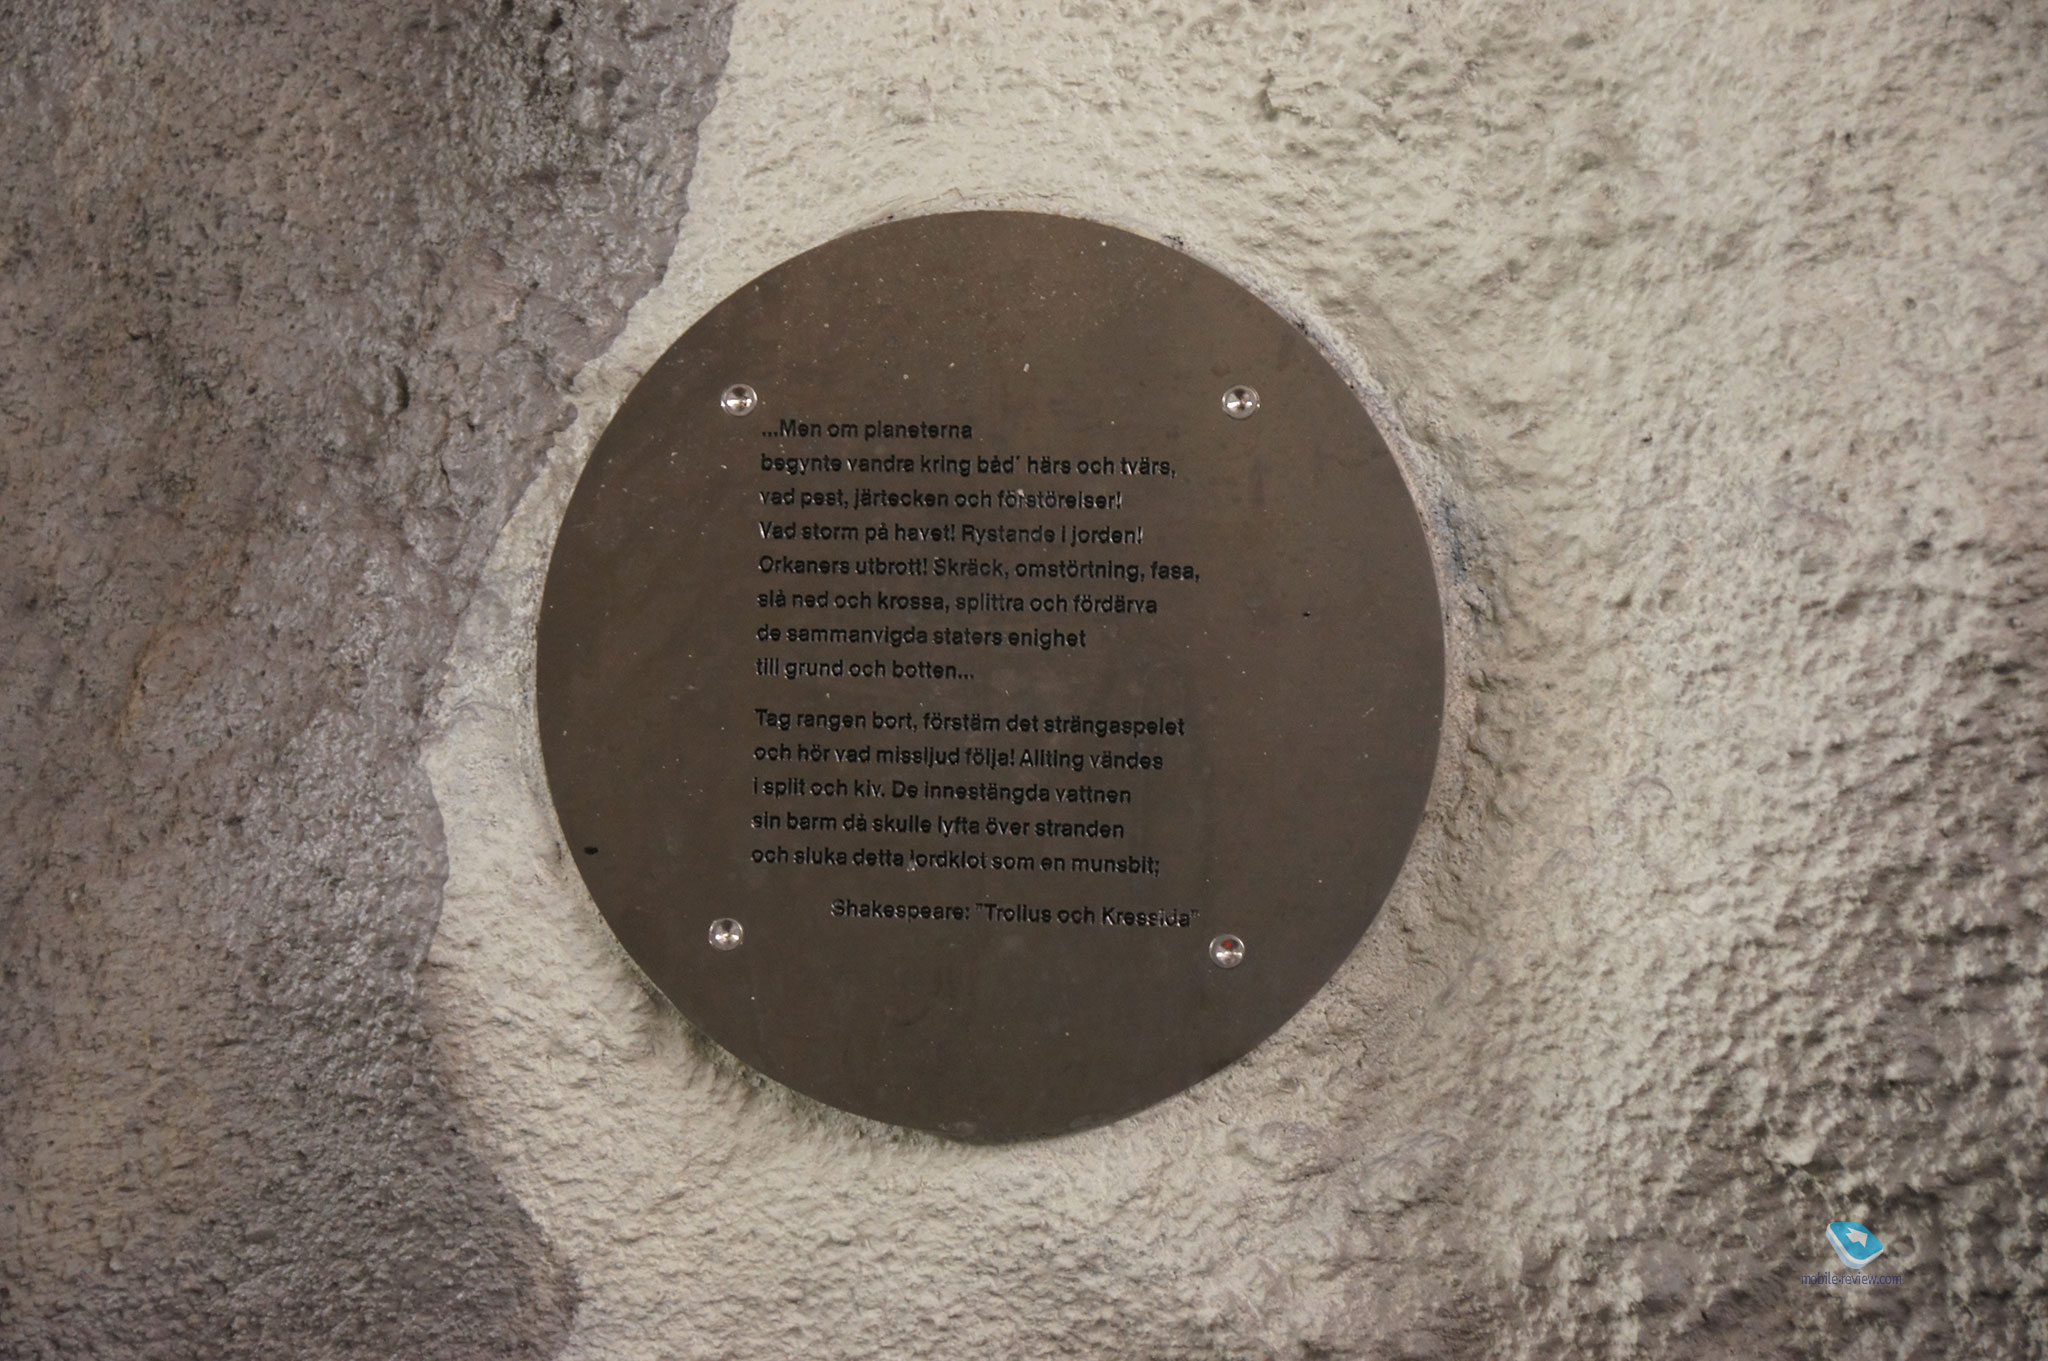 ...Men om planeterna
begynte vandra kring båd´ härs och tvärs,
vad pest, järtecken och förstörelser!
Vad storm på havet! Rystande i jorden!
Orkaners utbrott! Skräck, omstörtning, fasa,
slå ned och krossa, splittra och fördärva
de sammanvigda staters enighet
till grund och botten...
Tag rangen bort, förstäm det strängaspelet
och hör vad missljud följa! Allting vändes
i split och kiv. De innestängda vattnen
sin barm då skulle lyfta över stranden
och sluka detta jordklot som en munsbit;
Shakespeare: "Troilus och Kressida"
mobile-review.com